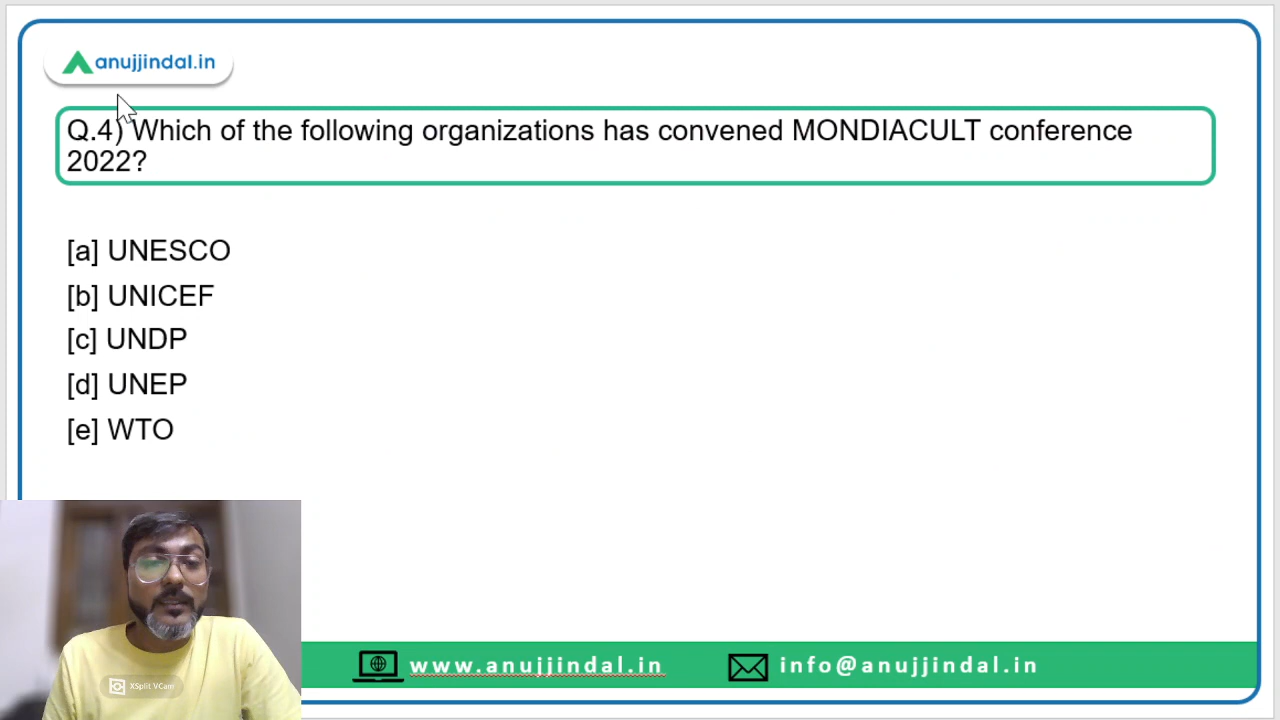 anujjindal.in
Q.4) Which of the following organizations has convened MONDIACULT conference
2022?
[a] UNESCO
[b] UNICEF
[c] UNDP
[d] UNEP
[e] WTO
XSplit VCam
www.anujjindal.in
info@anujjindal.in